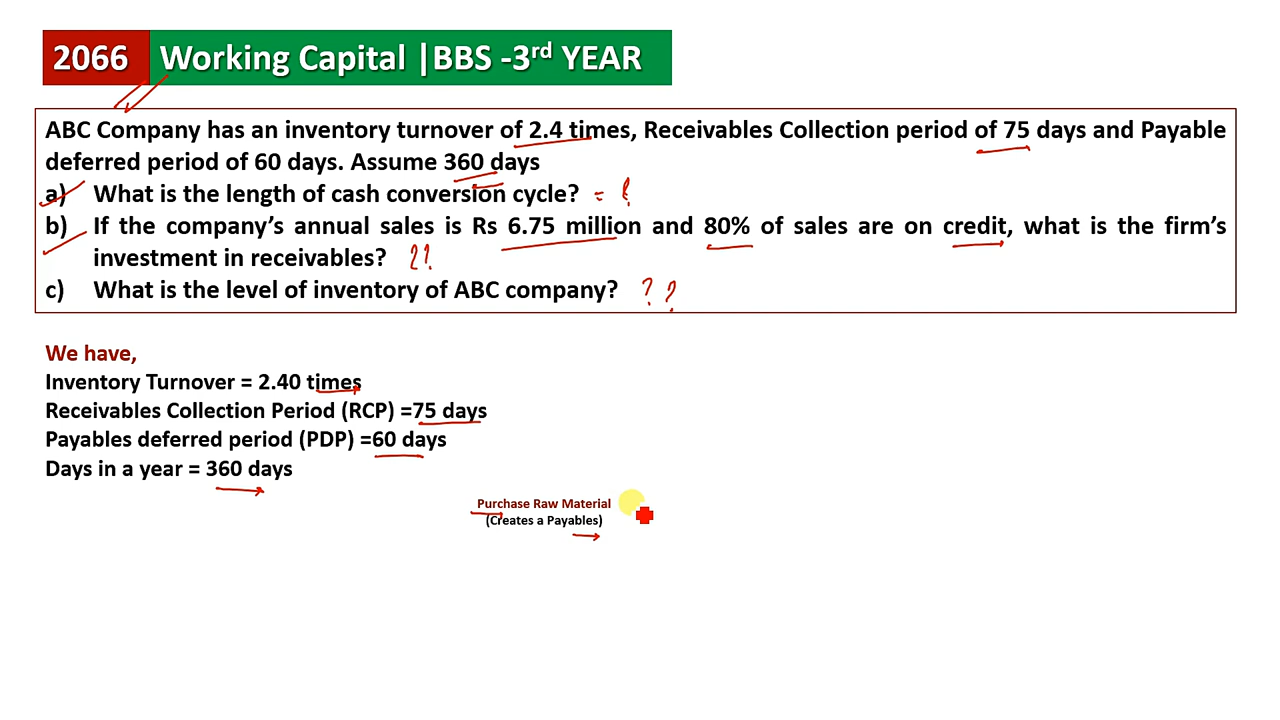 2066 Working Capital |BBS -3rd YEAR
ABC Company has an inventory turnover of 2.4 times, Receivables Collection period of 75 days and Payable
deferred period of 60 days. Assume 360 days
a) What is the length of cash conversion cycle? = ?
b) If the company's annual sales is Rs 6.75 million and 80% of sales are on credit, what is the firm's
investment in receivables? ??
c) What is the level of inventory of ABC company? ??
We have,
Inventory Turnover = 2.40 times
Receivables Collection Period (RCP) =75 days
Payables deferred period (PDP) =60 days
Days in a year = 360 days
Purchase Raw Material
(Creates a Payables)